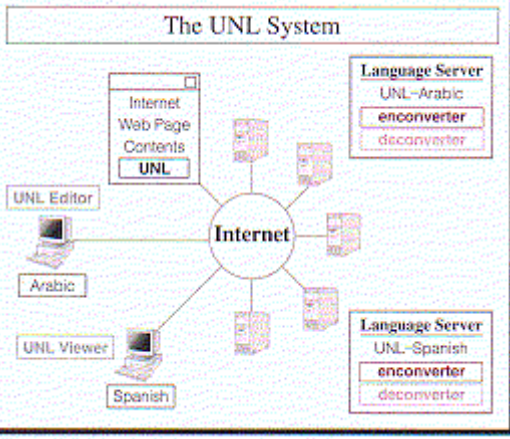 The UNL System
Internet
Web Page
Contents
UNL
Language Server
UNL-Arabic
enconverter
deconverter
UNL Editor
Internet
Arabic
UNL Viewer
Spanish
Language Server
UNL-Spanish
enconverter
deconverter